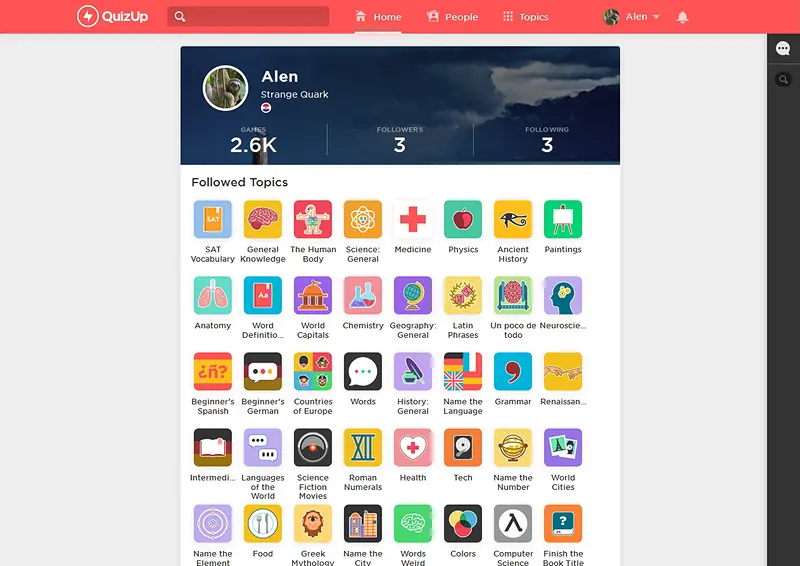 QuizUp
Home
People
Topics
Alen
Alen
Strange Quark
GAMES
FOLLOWERS
FOLLOWING
2.6K
3
3
Followed Topics
SAT
Aa
¿ñ?
XII
A
?
SAT
Vocabulary
General
Knowledge
The Human
Body
Science:
General
Medicine
Physics
Ancient
History
Paintings
Anatomy
Word
Definitio...
World
Capitals
Chemistry
Geography:
General
Latin
Phrases
Un poco de
todo
Neuroscie...
Beginner's
Spanish
Beginner's
German
Countries
of Europe
Words
History:
General
Name the
Language
Grammar
Renaissan...
Intermedi...
Languages
of the
World
Science
Fiction
Movies
Roman
Numerals
Health
Tech
Name the
Number
World
Cities
Name the
Element
Food
Greek
Mythology
Name the
City
Words
Weird
Colors
Computer
Science
Finish the
Book Title